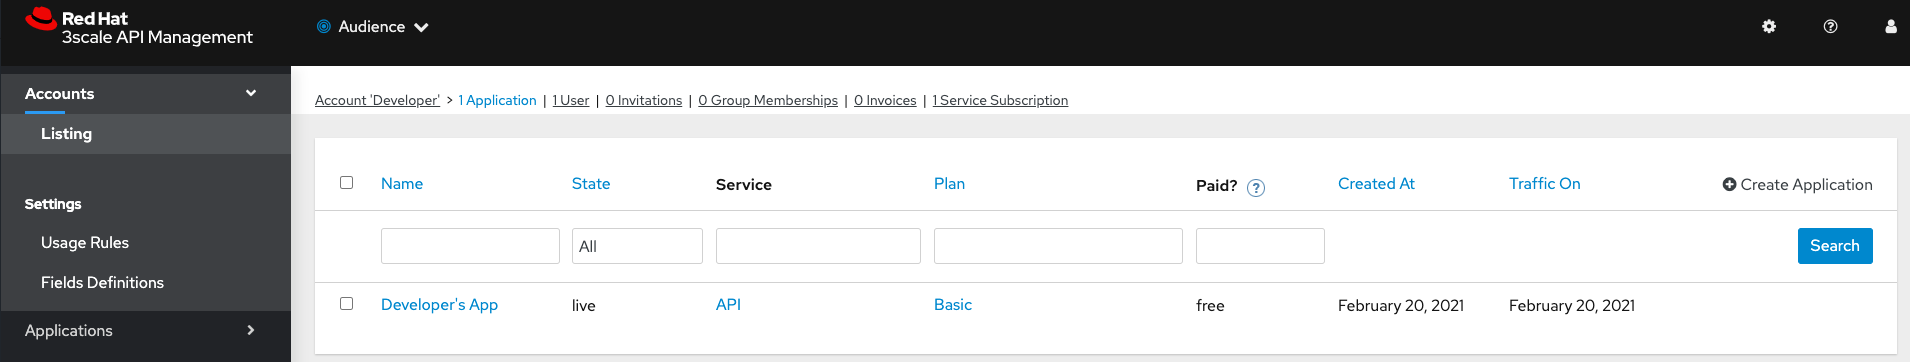 Red Hat
3scale API Management
Audience
Accounts
Listing
Settings
Usage Rules
Fields Definitions
Applications
Account 'Developer' > 1 Application | 1 User | 0 Invitations | 0 Group Memberships | 0 Invoices | 1 Service Subscription
Name State Service Plan Paid? ? Created At Traffic On Create Application
All Search
Developer's App live API Basic free February 20, 2021 February 20, 2021